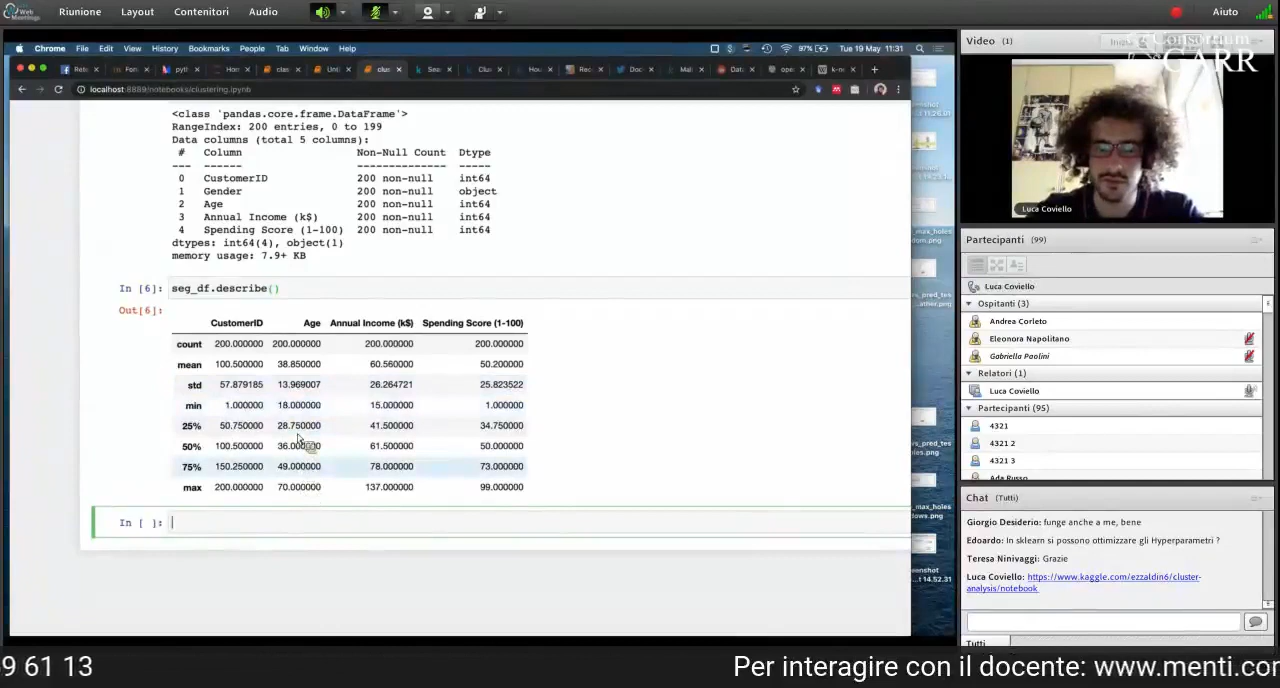 Web Meetings
Riunione Layout Contenitori Audio Aiuto
Chrome File Edit View History Bookmarks People Tab Window Help 97% Tue 19 May 11:31
localhost:8889/notebooks/clustering.ipynb
<class 'pandas.core.frame.DataFrame'>
RangeIndex: 200 entries, 0 to 199
Data columns (total 5 columns):
# Column Non-Null Count Dtype
--- ------ -------------- -----
0 CustomerID 200 non-null int64
1 Gender 200 non-null object
2 Age 200 non-null int64
3 Annual Income (k$) 200 non-null int64
4 Spending Score (1-100) 200 non-null int64
dtypes: int64(4), object(1)
memory usage: 7.9+ KB
In [6]: seg_df.describe()
Out[6]:
CustomerID Age Annual Income (k$) Spending Score (1-100)
count 200.000000 200.000000 200.000000 200.000000
mean 100.500000 38.850000 60.560000 50.200000
std 57.879185 13.969007 26.264721 25.823522
min 1.000000 18.000000 15.000000 1.000000
25% 50.750000 28.750000 41.500000 34.750000
50% 100.500000 36.000000 61.500000 50.000000
75% 150.250000 49.000000 78.000000 73.000000
max 200.000000 70.000000 137.000000 99.000000
In [ ]:
Video (1)
Consortium
GARR
Luca Coviello
Partecipanti (99)
Luca Coviello
Ospitanti (3)
Andrea Corleto
Eleonora Napolitano
Gabriella Paolini
Relatori (1)
Luca Coviello
Partecipanti (95)
4321
4321 2
4321 3
Ada Russo
Chat (Tutti)
Giorgio Desiderio: funge anche a me, bene
Edoardo: In sklearn si possono ottimizzare gli Hyperparametri ?
Teresa Ninivaggi: Grazie
Luca Coviello: https://www.kaggle.com/ezzaldin6/cluster-
analysis/notebook
Tutti
9 61 13 Per interagire con il docente: www.menti.com